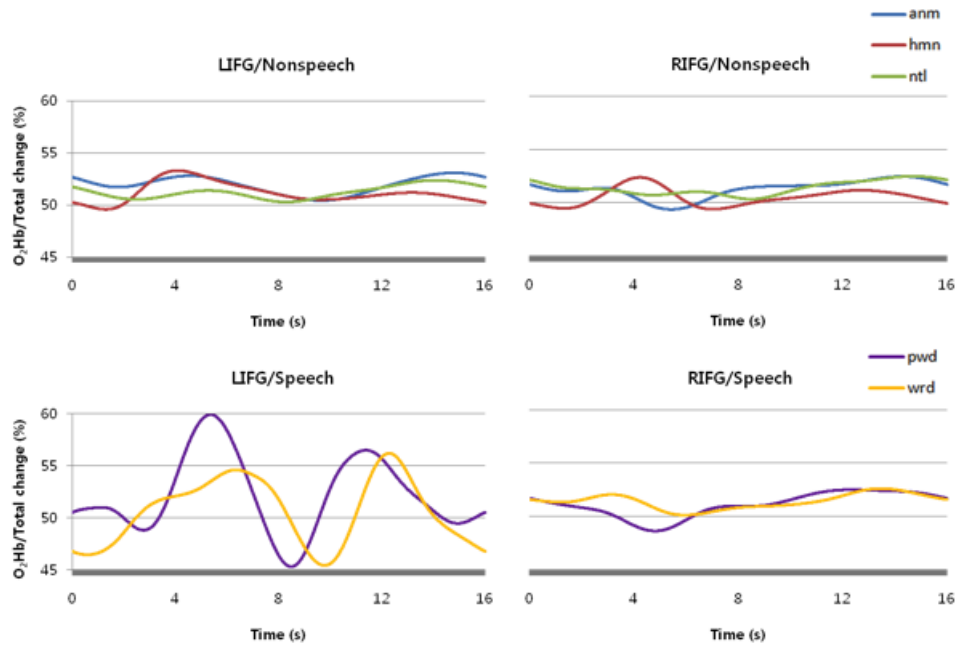 anm
hmn
ntl
LIFG/Nonspeech
RIFG/Nonspeech
O₂Hb/Total change (%)
60
55
50
45
0 4 8 12 16
0 4 8 12 16
Time (s)
Time (s)
pwd
wrd
LIFG/Speech
RIFG/Speech
O₂Hb/Total change (%)
60
55
50
45
0 4 8 12 16
0 4 8 12 16
Time (s)
Time (s)